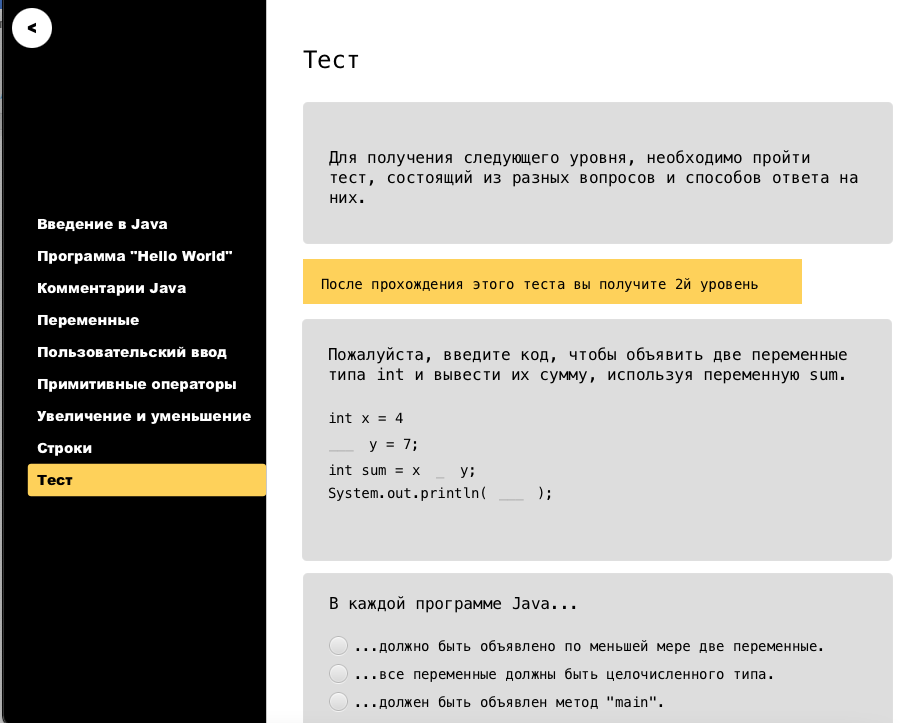 <
Введение в Java
Программа "Hello World"
Комментарии Java
Переменные
Пользовательский ввод
Примитивные операторы
Увеличение и уменьшение
Строки
Тест
Тест
Для получения следующего уровня, необходимо пройти
тест, состоящий из разных вопросов и способов ответа на
них.
После прохождения этого теста вы получите 2й уровень
Пожалуйста, введите код, чтобы объявить две переменные
типа int и вывести их сумму, используя переменную sum.
int x = 4
___ y = 7;
int sum = x _ y;
System.out.println( ___ );
В каждой программе Java...
...должно быть объявлено по меньшей мере две переменные.
...все переменные должны быть целочисленного типа.
...должен быть объявлен метод "main".